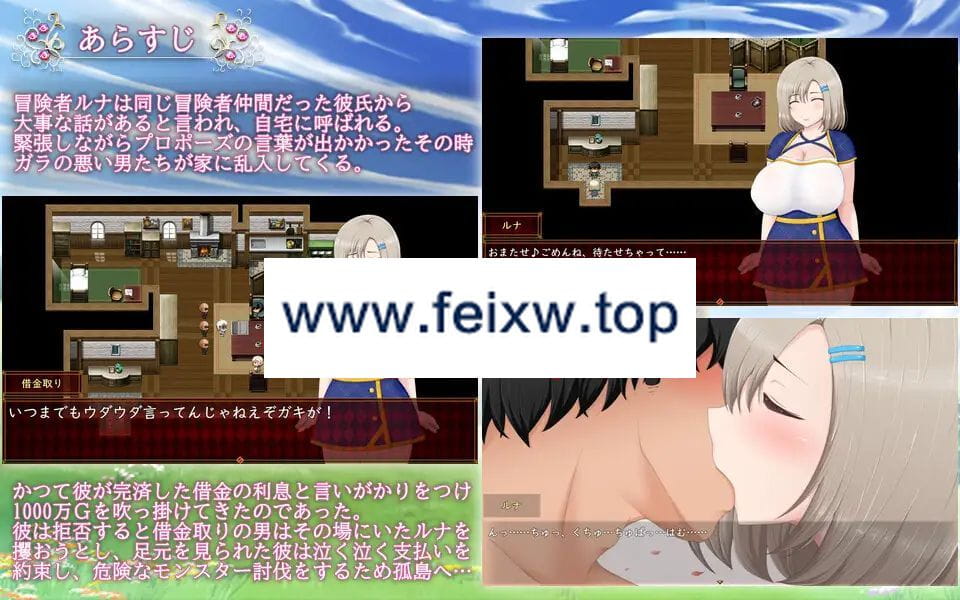 あらすじ
冒険者ルナは同じ冒険者仲間だった彼氏から
大事な話があると言われ、自宅に呼ばれる。
緊張しながらプロポーズの言葉が出かかったその時
ガラの悪い男たちが家に乱入してくる。
ルナ
おまたせ♪ごめんね、待たせちゃって……
www.feixw.top
借金取り
いつまでもウダウダ言ってんじゃねえぞガキが！
ルナ
んっ……ちゅっ、くちゅ…ちゅぱっ…はむ……
かつて彼が完済した借金の利息と言いがかりをつけ
1000万Gを吹っ掛けてきたのであった。
彼は拒否すると借金取りの男はその場にいたルナを
攫おうとし、足元を見られた彼は泣く泣く支払いを
約束し、危険なモンスター討伐をするため孤島へ…